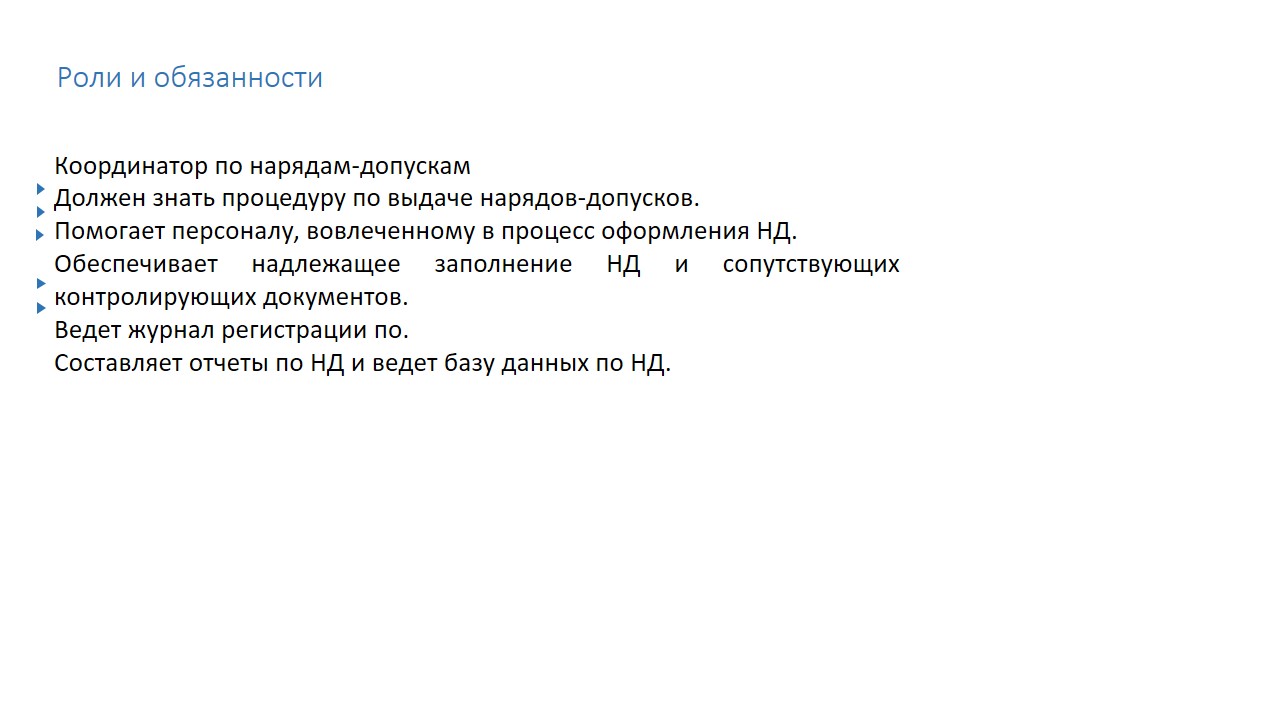 Роли и обязанности
Координатор по нарядам-допускам
Должен знать процедуру по выдаче нарядов-допусков.
Помогает персоналу, вовлеченному в процесс оформления НД.
Обеспечивает надлежащее заполнение НД и сопутствующих
контролирующих документов.
Ведет журнал регистрации по.
Составляет отчеты по НД и ведет базу данных по НД.